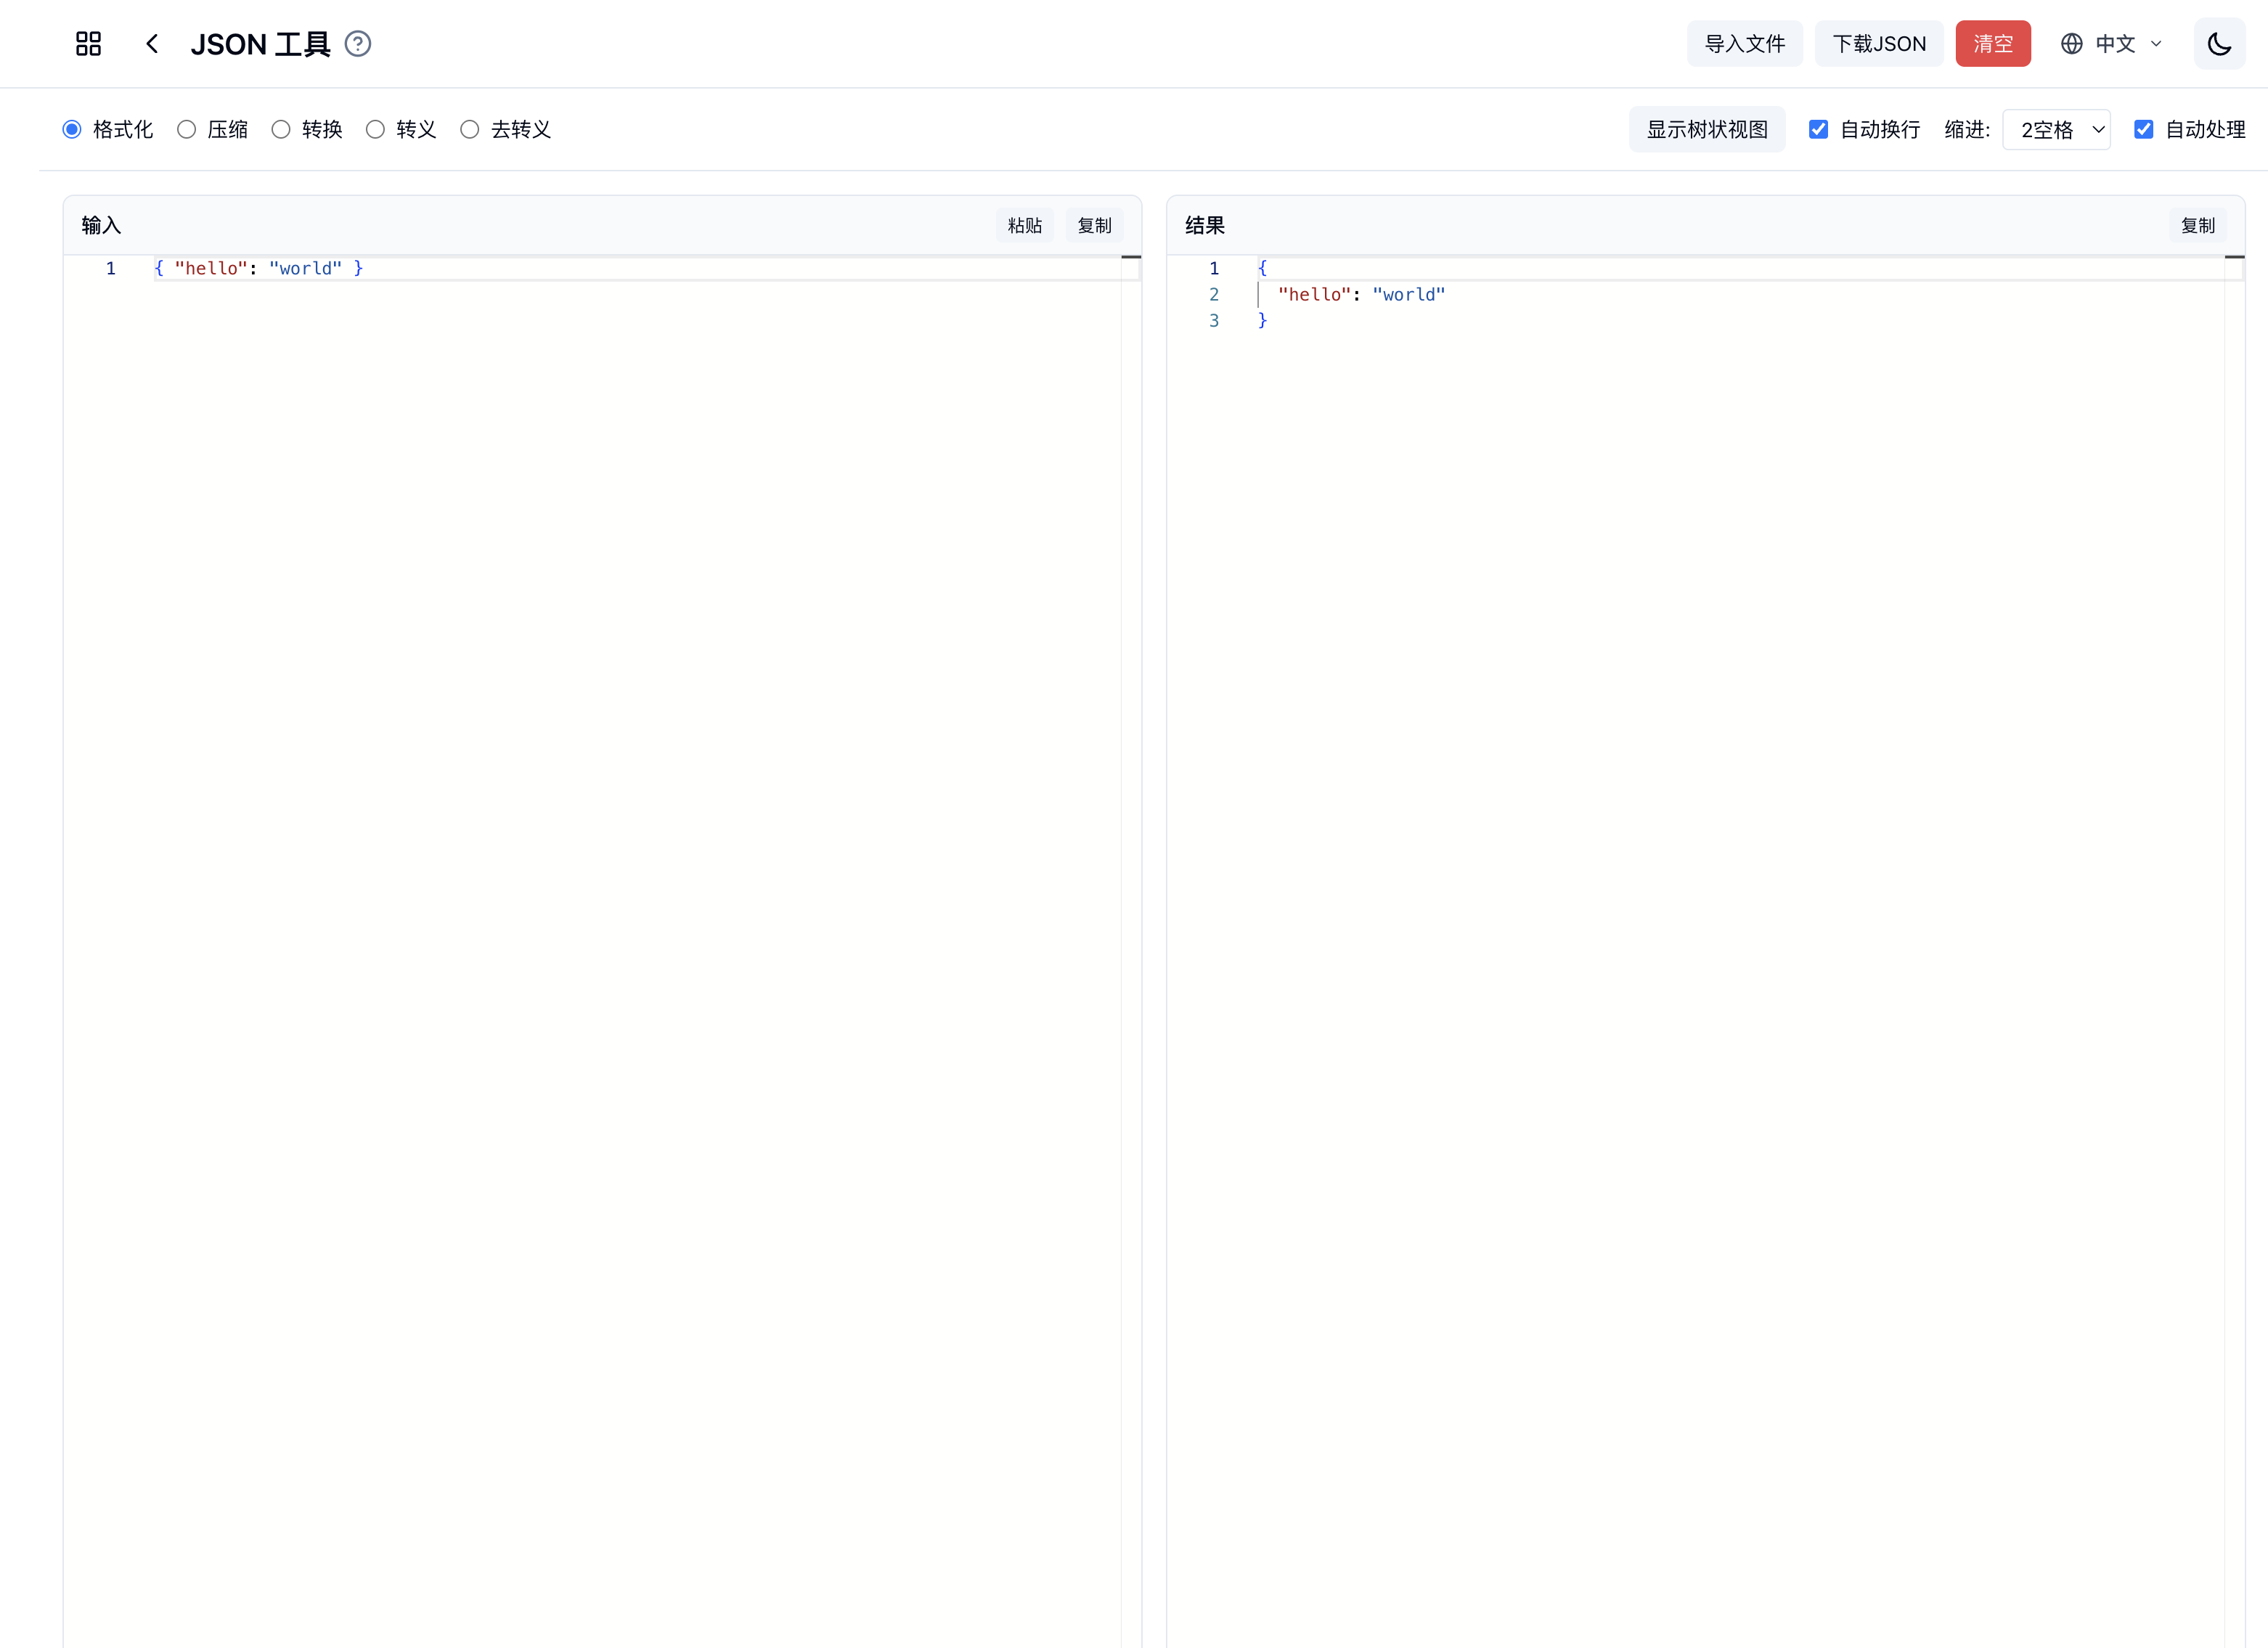 JSON 工具
导入文件 下载JSON 清空 中文
格式化 压缩 转换 转义 去转义
显示树状视图 自动换行 缩进: 2空格 自动处理
输入 粘贴 复制
1 { "hello": "world" }
结果 复制
1 {
2 "hello": "world"
3 }